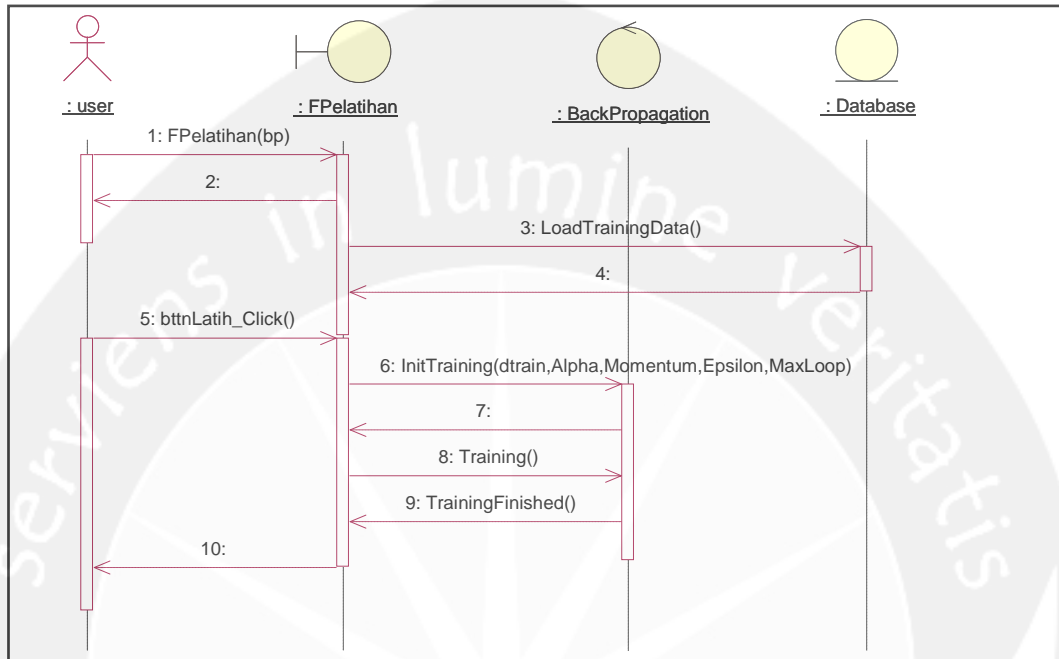 : user
: FPelatihan
: BackPropagation
: Database
1: FPelatihan(bp)
2:
3: LoadTrainingData()
4:
5: bttnLatih_Click()
6: InitTraining(dtrain,Alpha,Momentum,Epsilon,MaxLoop)
7:
8: Training()
9: TrainingFinished()
10:
serviens in lumine veritatis